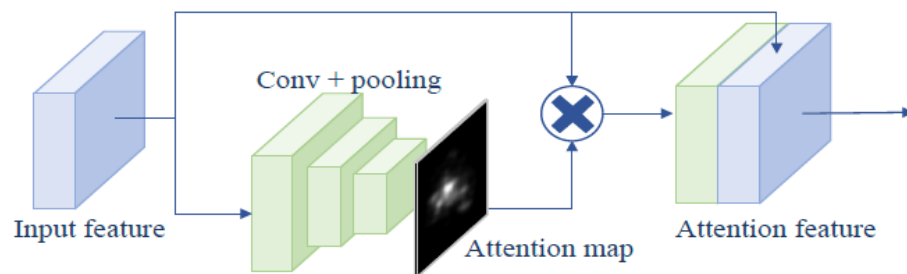 Conv + pooling
Input feature
Attention map
Attention feature